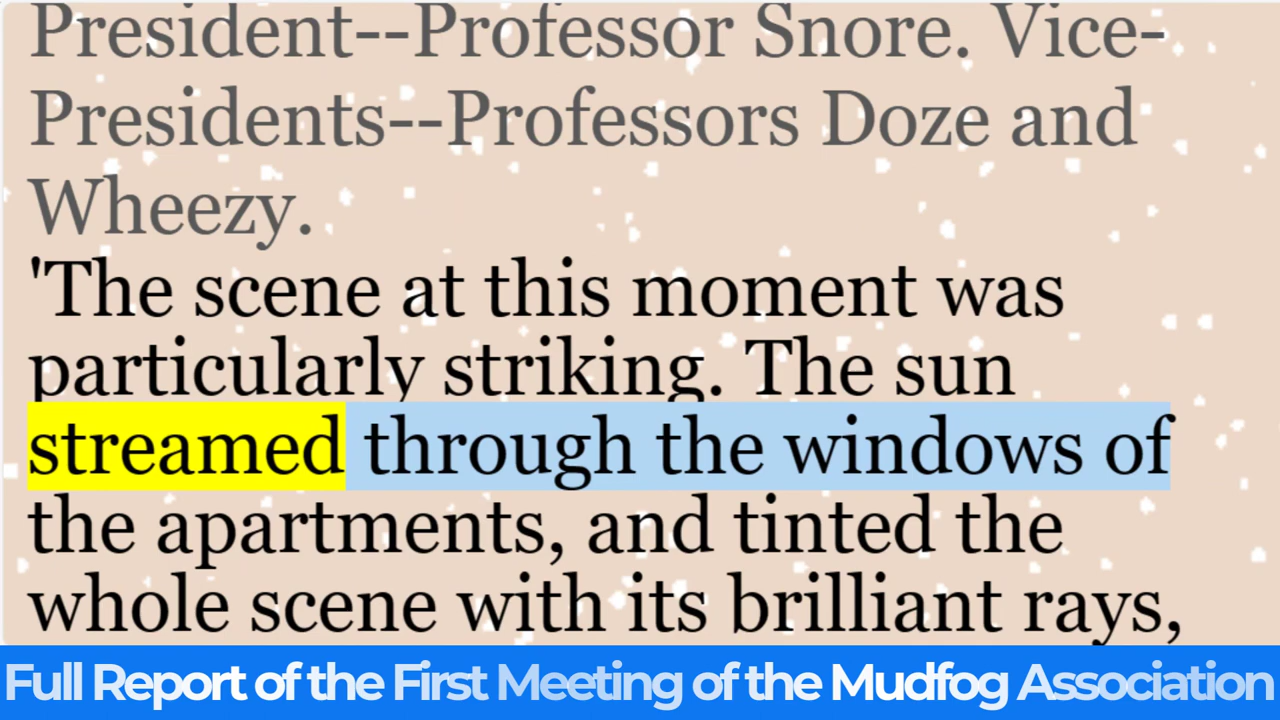 President--Professor Snore. Vice-
Presidents--Professors Doze and
Wheezy.
'The scene at this moment was
particularly striking. The sun
streamed through the windows of
the apartments, and tinted the
whole scene with its brilliant rays,
Full Report of the First Meeting of the Mudfog Association